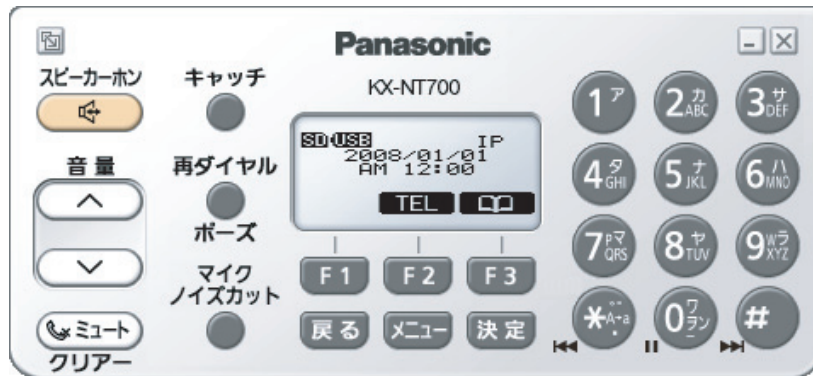 Panasonic
KX-NT700
スピーカーホン
キャッチ
音量
再ダイヤル
ポーズ
マイク
ノイズカット
ミュート
クリアー
SD USB IP
2008/01/01
AM 12:00
TEL
F1 F2 F3
戻る メニュー 決定
1 ア
2 カ ABC
3 サ DEF
4 タ GHI
5 ナ JKL
6 ハ MNO
7 マ PQRS
8 ヤ TUV
9 ラ WXYZ
* A→a
0 ワヲン
#